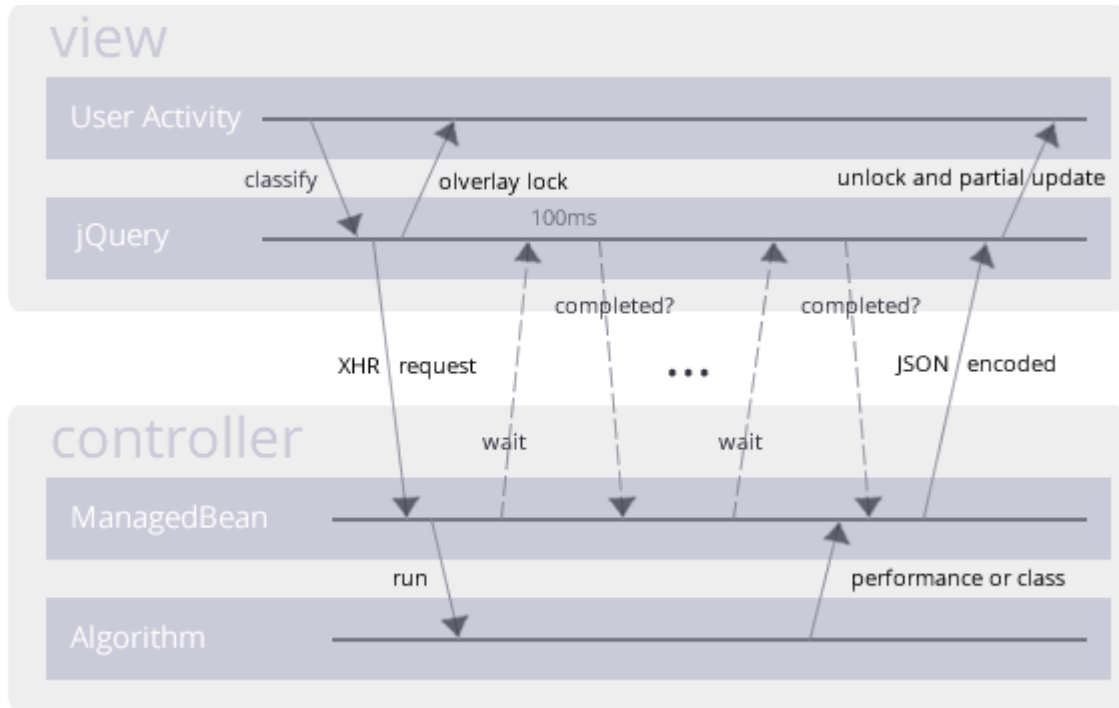 view
User Activity
classify
olverlay lock
unlock and partial update
jQuery
100ms
completed?
completed?
XHR request
...
JSON encoded
controller
wait
wait
ManagedBean
run
performance or class
Algorithm